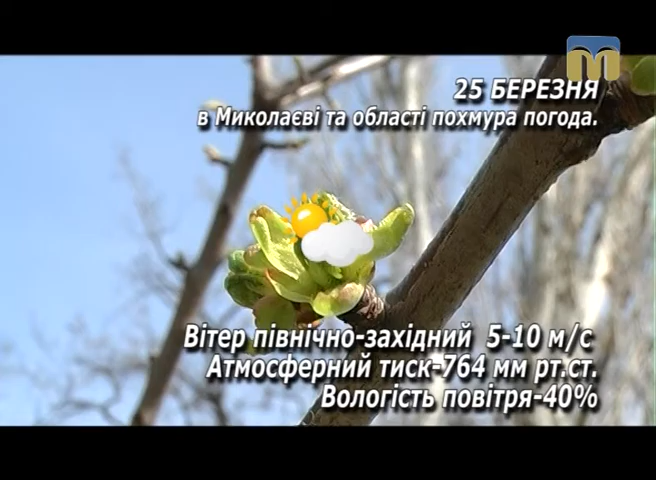 25 БЕРЕЗНЯ
в Миколаєві та області похмура погода.
Вітер північно-західний 5-10 м/с
Атмосферний тиск-764 мм рт.ст.
Вологість повітря-40%